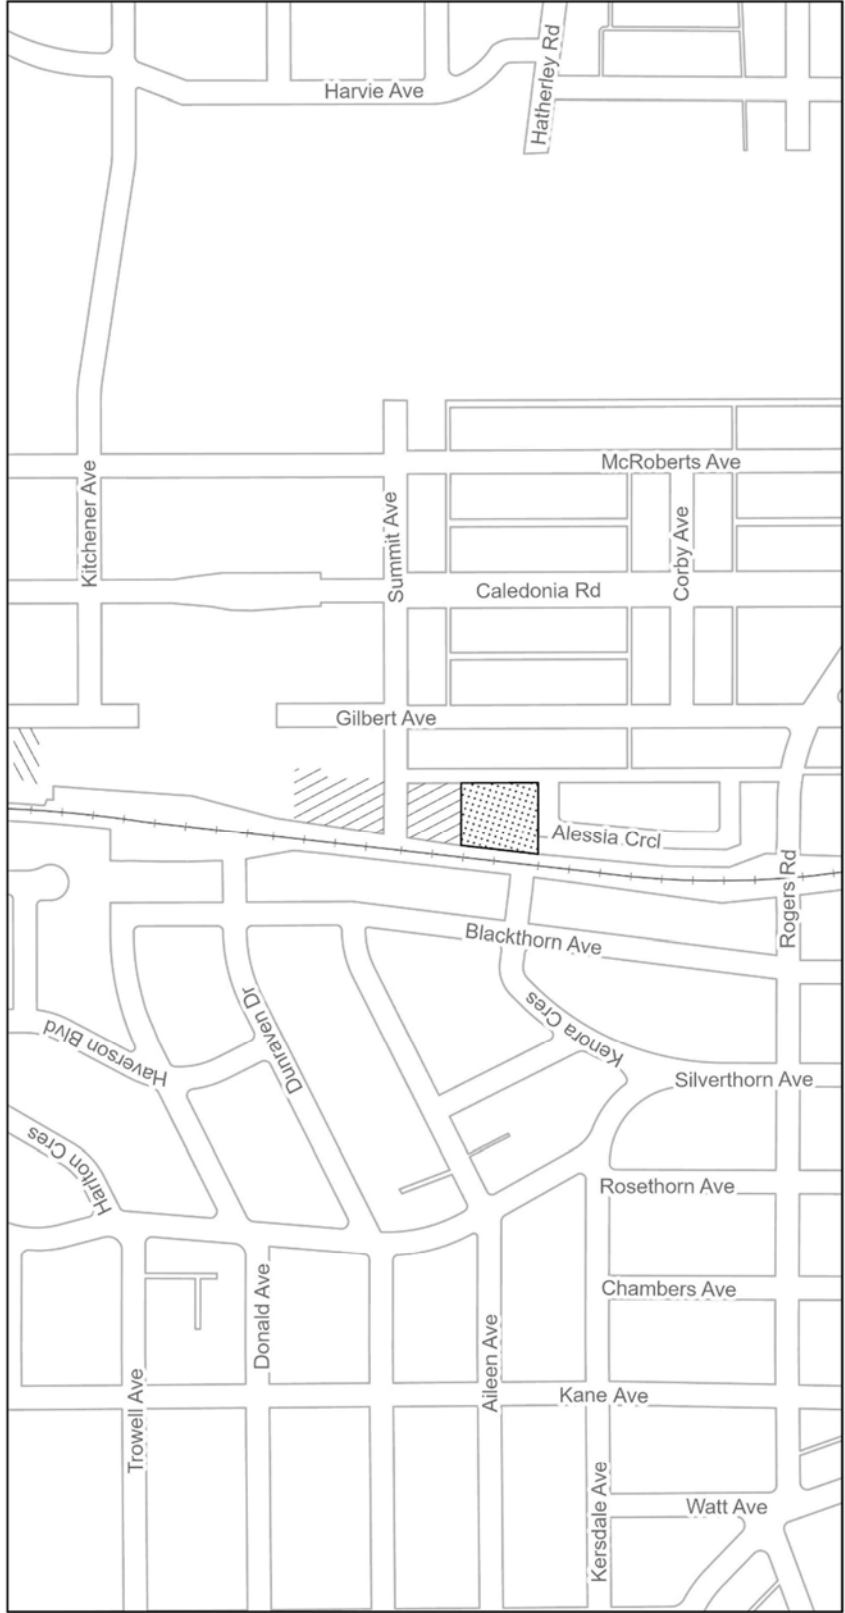 Harvie Ave
Hatherley Rd
McRoberts Ave
Kitchener Ave
Summit Ave
Corby Ave
Caledonia Rd
Gilbert Ave
Alessia Crcl
Rogers Rd
Blackthorn Ave
Kenora Cres
Dunraven Dr
Haverson Blvd
Silverthorn Ave
Harlton Cres
Rosethorn Ave
Chambers Ave
Donald Ave
Aileen Ave
Trowell Ave
Kane Ave
Kersdale Ave
Watt Ave